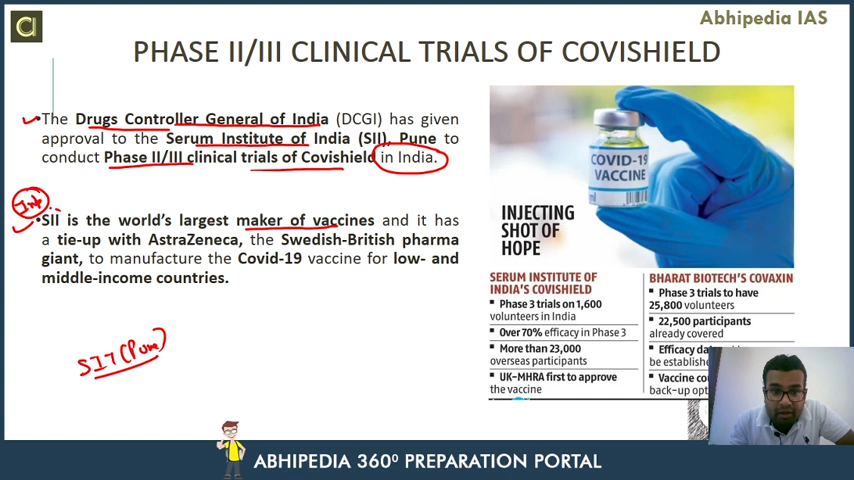 Abhipedia IAS
PHASE II/III CLINICAL TRIALS OF COVISHIELD
•The Drugs Controller General of India (DCGI) has given
approval to the Serum Institute of India (SII), Pune to
conduct Phase II/III clinical trials of Covishield in India.
Imp
•SII is the world's largest maker of vaccines and it has
a tie-up with AstraZeneca, the Swedish-British pharma
giant, to manufacture the Covid-19 vaccine for low- and
middle-income countries.
SII (Pune)
COVID-19
VACCINE
INJECTING
SHOT OF
HOPE
SERUM INSTITUTE OF
INDIA'S COVISHIELD
▪ Phase 3 trials on 1,600
volunteers in India
▪ Over 70% efficacy in Phase 3
▪ More than 23,000
overseas participants
▪ UK-MHRA first to approve
the vaccine
BHARAT BIOTECH'S COVAXIN
▪ Phase 3 trials to have
25,800 volunteers
▪ 22,500 participants
already covered
▪ Efficacy
be
▪ Vaccine
back-up
ABHIPEDIA 360⁰ PREPARATION PORTAL